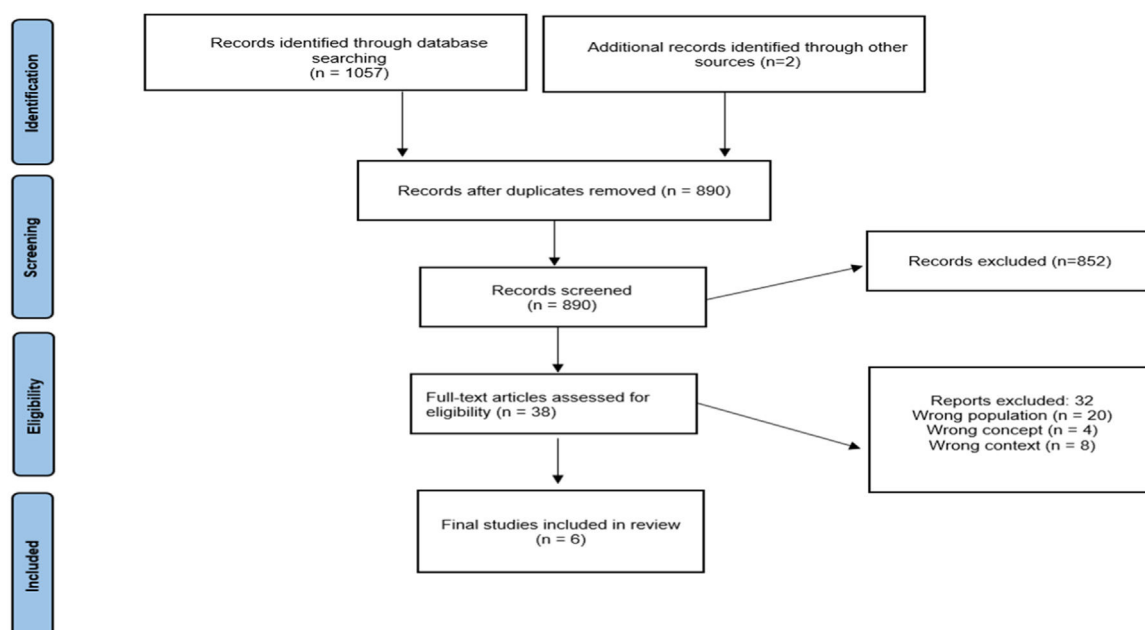 Identification
Records identified through database
searching
(n = 1057)
Additional records identified through other
sources (n=2)
Records after duplicates removed (n = 890)
Screening
Records screened
(n = 890)
Records excluded (n=852)
Eligibility
Full-text articles assessed for
eligibility (n = 38)
Reports excluded: 32
Wrong population (n = 20)
Wrong concept (n = 4)
Wrong context (n = 8)
Included
Final studies included in review
(n = 6)